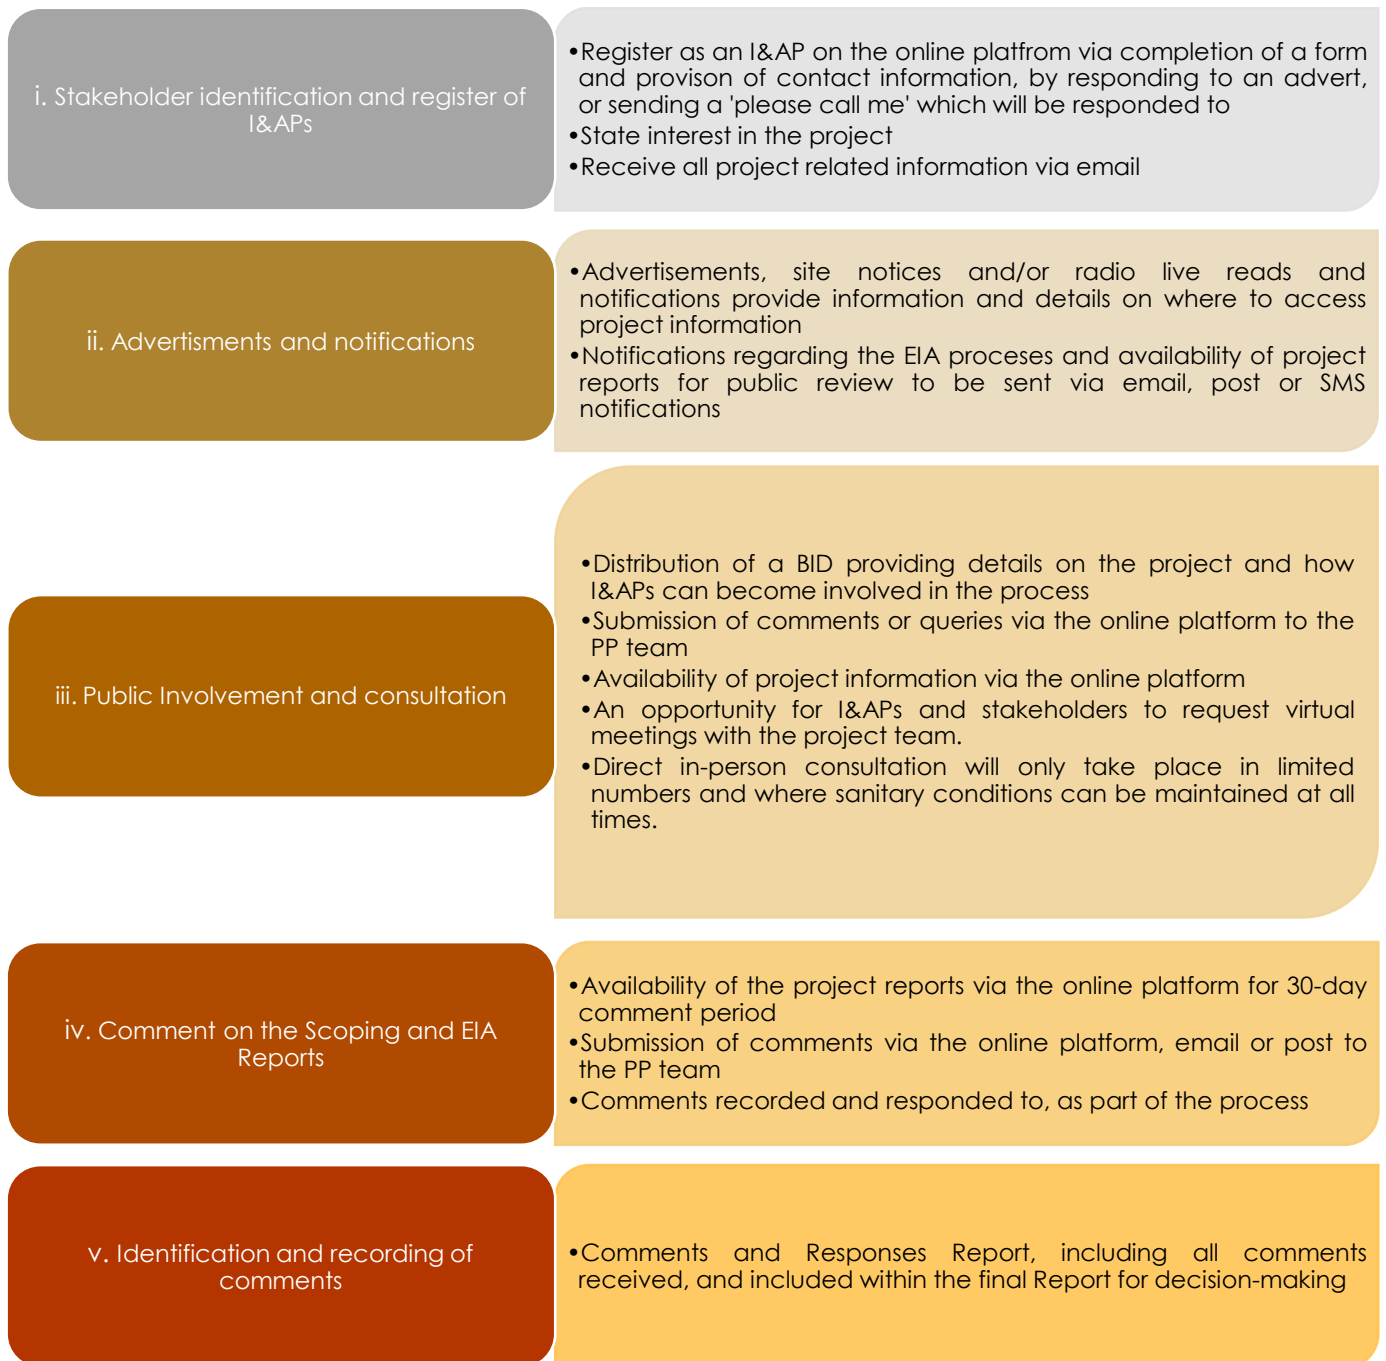 i. Stakeholder identification and register of
I&APs
•Register as an I&AP on the online platfrom via completion of a form
and provison of contact information, by responding to an advert,
or sending a 'please call me' which will be responded to
•State interest in the project
•Receive all project related information via email
ii. Advertisments and notifications
•Advertisements, site notices and/or radio live reads and
notifications provide information and details on where to access
project information
•Notifications regarding the EIA proceses and availability of project
reports for public review to be sent via email, post or SMS
notifications
iii. Public Involvement and consultation
•Distribution of a BID providing details on the project and how
I&APs can become involved in the process
•Submission of comments or queries via the online platform to the
PP team
•Availability of project information via the online platform
•An opportunity for I&APs and stakeholders to request virtual
meetings with the project team.
•Direct in-person consultation will only take place in limited
numbers and where sanitary conditions can be maintained at all
times.
iv. Comment on the Scoping and EIA
Reports
•Availability of the project reports via the online platform for 30-day
comment period
•Submission of comments via the online platform, email or post to
the PP team
•Comments recorded and responded to, as part of the process
v. Identification and recording of
comments
•Comments and Responses Report, including all comments
received, and included within the final Report for decision-making